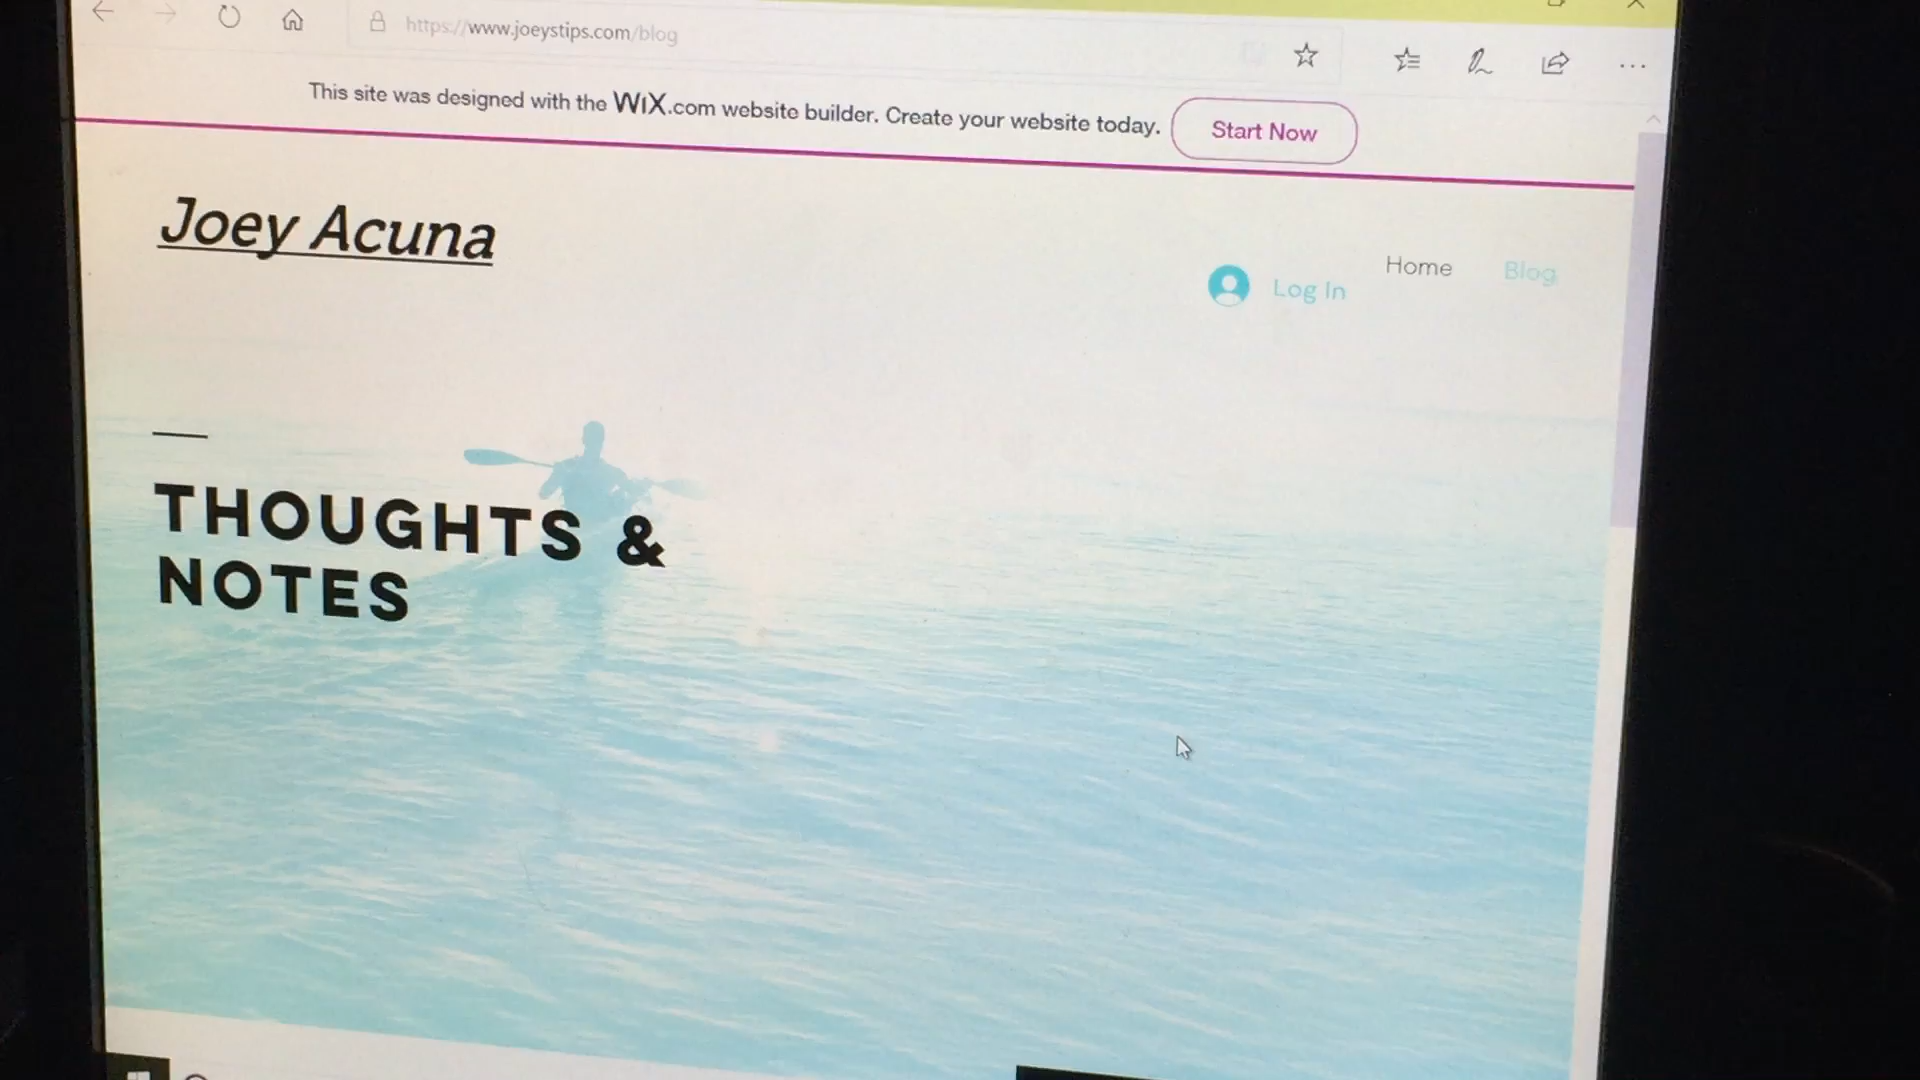 https://www.joeystips.com/blog
This site was designed with the WiX.com website builder. Create your website today. Start Now
Joey Acuna
Log In
Home
Blog
THOUGHTS &
NOTES